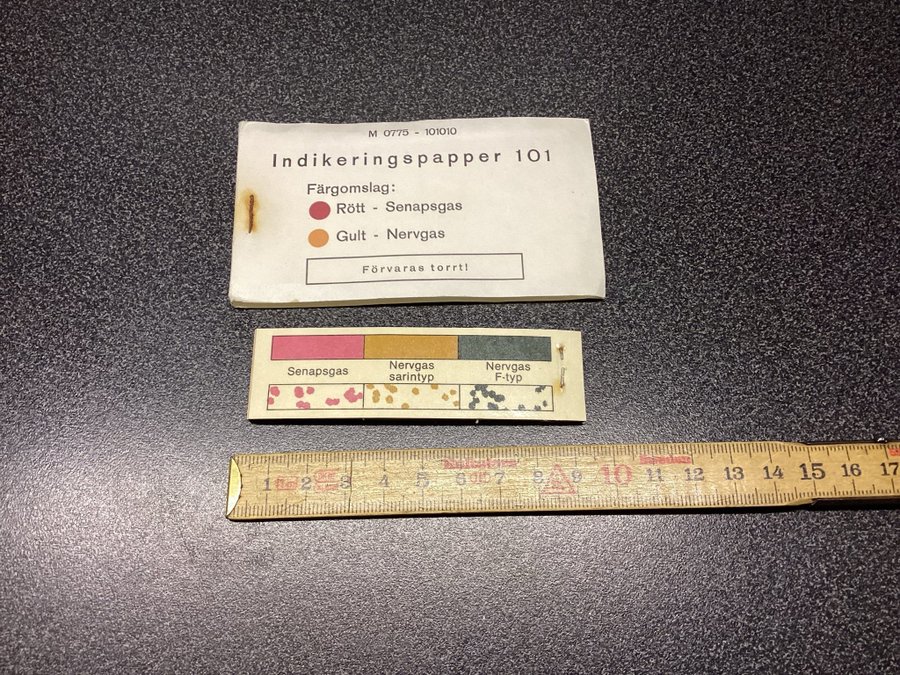 M 0775 - 101010
Indikeringspapper 101
Färgomslag:
Rött - Senapsgas
Gult - Nervgas
Förvaras torrt!
Senapsgas
Nervgas
sarintyp
Nervgas
F-typ
1 2 3 4 5 6 7 8 9 10 11 12 13 14 15 16 17